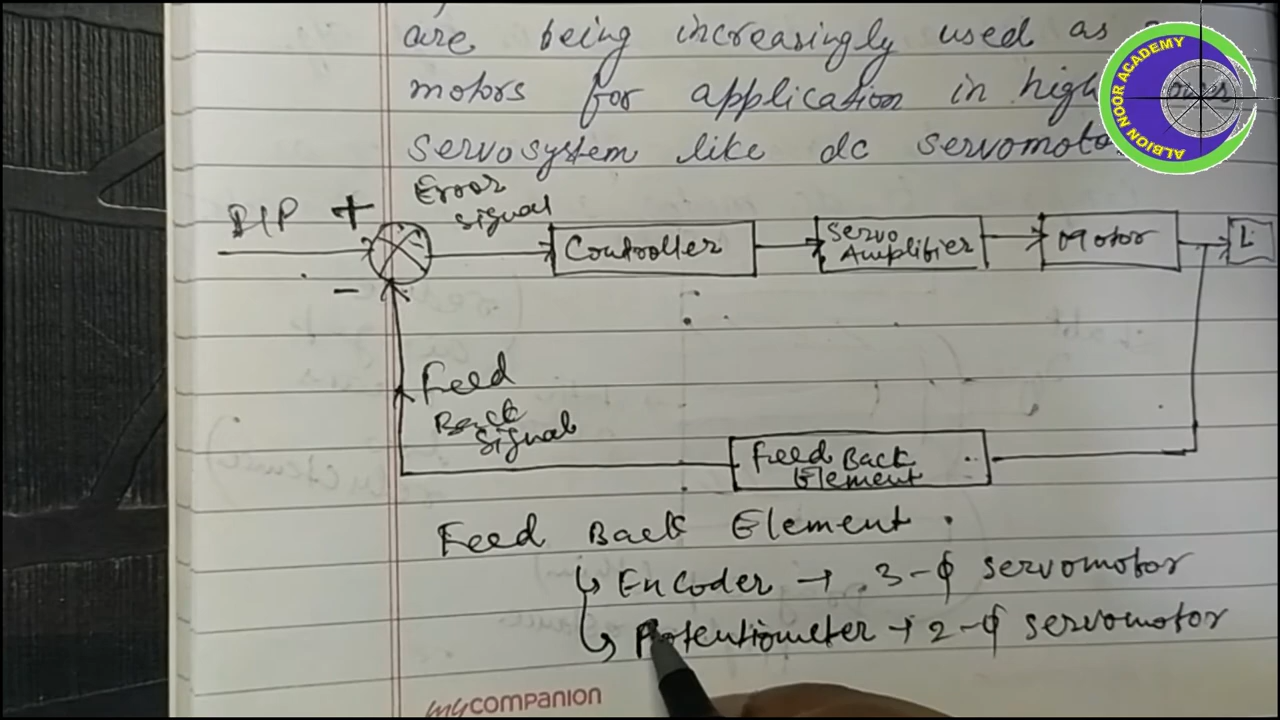 are being increasingly used as
motors for application in high
servosystem like dc servomoto
ALBION NOOR ACADEMY
Error
signal
+
-
Controller
Servo
Amplifier
Motor
L
Feed
Back
Signal
Feed Back
Element
Feed Back Element .
Encoder → 3-ϕ servomotor
Potentiometer → 2-ϕ servomotor
mycompanion